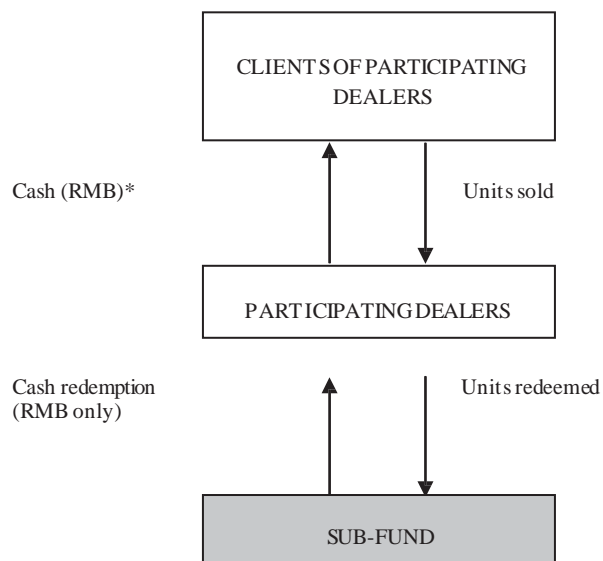 CLIENTS OF PARTICIPATING
DEALERS
Cash (RMB)*
Units sold
PARTICIPATING DEALERS
Cash redemption
(RMB only)
Units redeemed
SUB-FUND